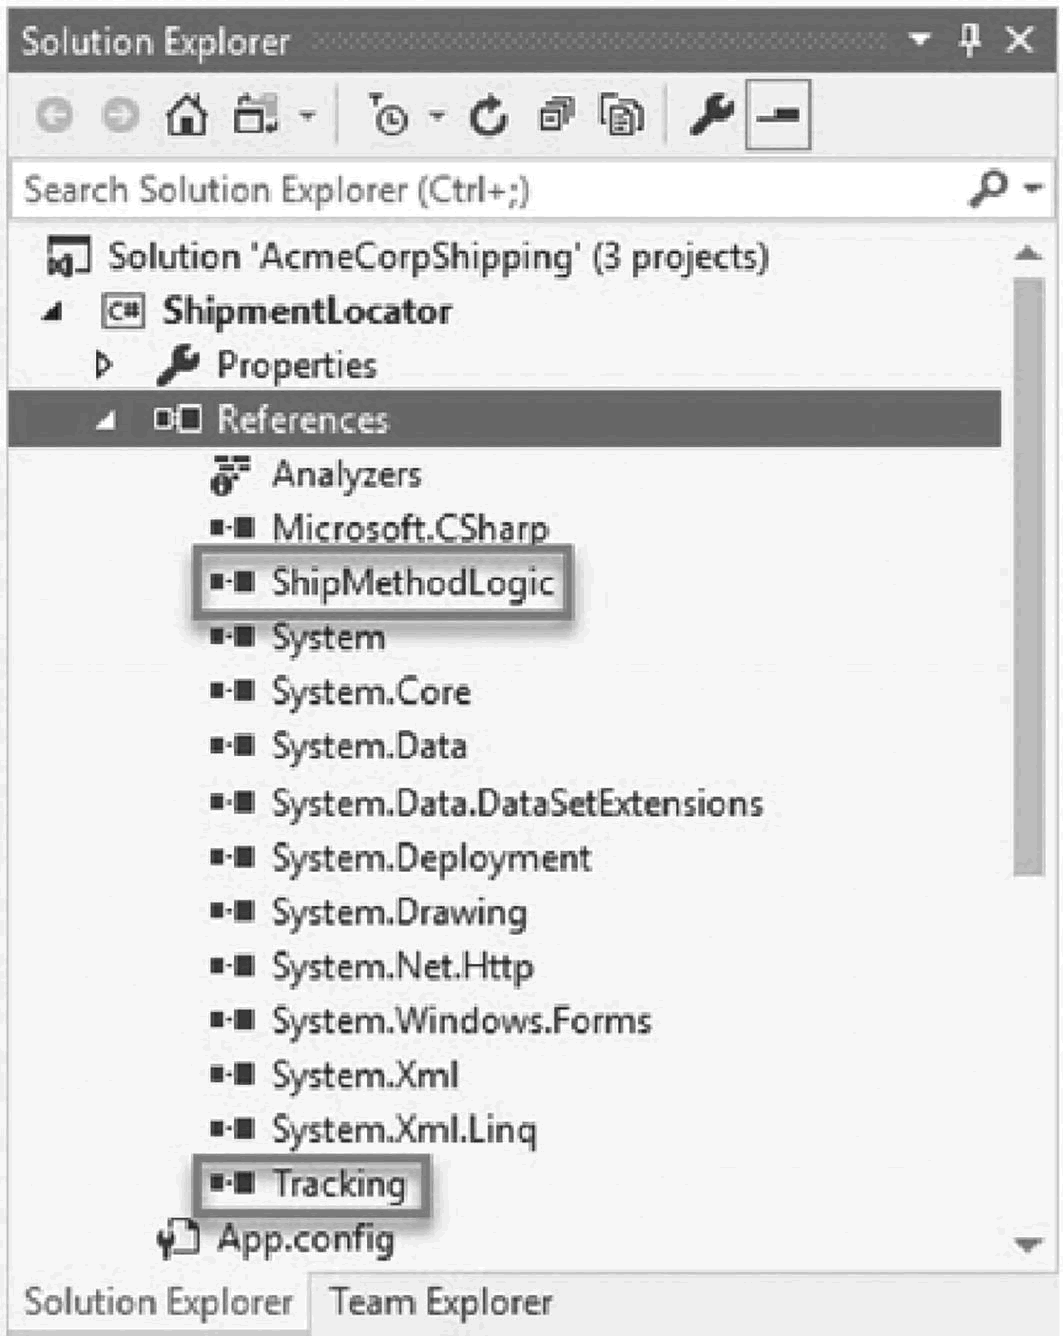 Solution Explorer
Search Solution Explorer (Ctrl+;)
Solution 'AcmeCorpShipping' (3 projects)
C# ShipmentLocator
Properties
References
Analyzers
Microsoft.CSharp
ShipMethodLogic
System
System.Core
System.Data
System.Data.DataSetExtensions
System.Deployment
System.Drawing
System.Net.Http
System.Windows.Forms
System.Xml
System.Xml.Linq
Tracking
App.config
Solution Explorer Team Explorer